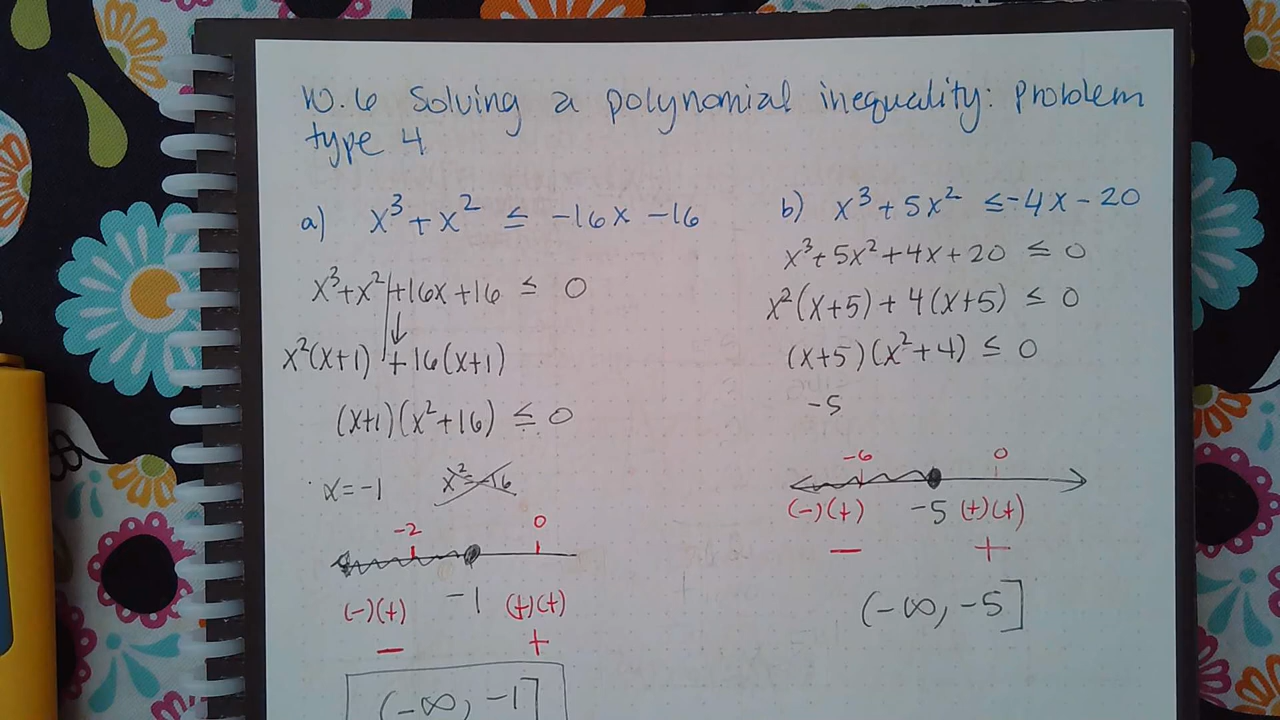 10.6 Solving a polynomial inequality: problem
type 4
a) x³ + x² ≤ -16x - 16
x³ + x² + 16x + 16 ≤ 0
x²(x+1) + 16(x+1)
(x+1)(x² + 16) ≤ 0
x = -1 x² = -16
-2 0
-1
(-)(+) (+)(+)
- +
(-∞, -1]
b) x³ + 5x² ≤ -4x - 20
x³ + 5x² + 4x + 20 ≤ 0
x²(x+5) + 4(x+5) ≤ 0
(x+5)(x² + 4) ≤ 0
-5
-6 0
(-)(+) -5 (+)(+)
- +
(-∞, -5]